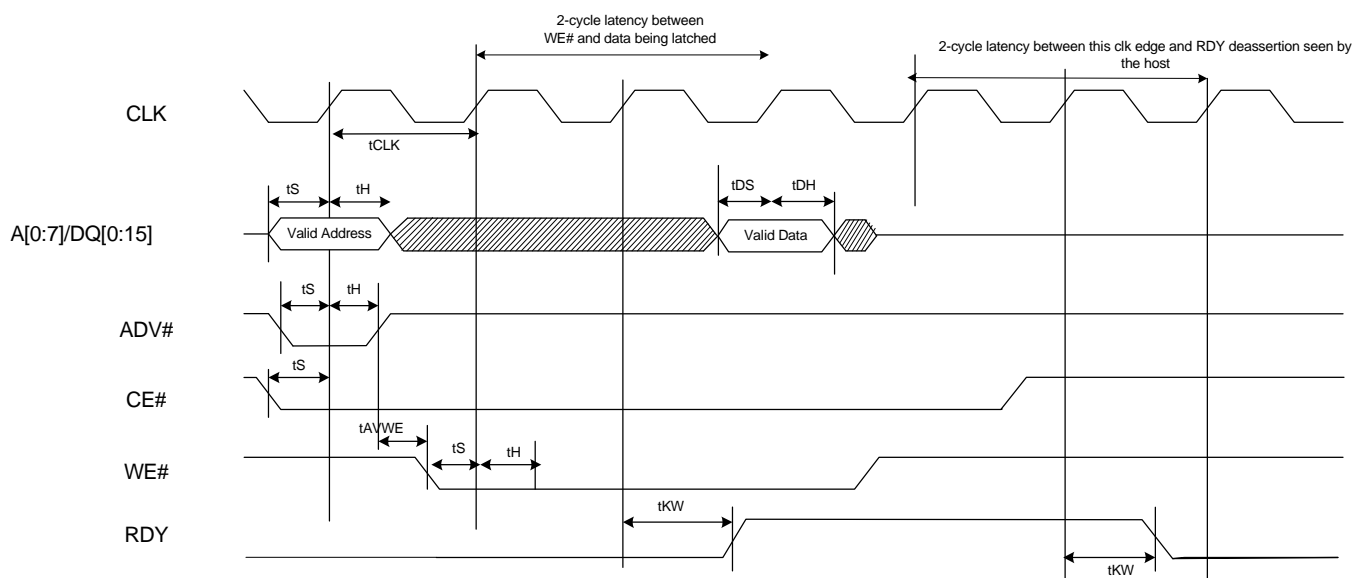 2-cycle latency between
WE# and data being latched
2-cycle latency between this clk edge and RDY deassertion seen by
the host
CLK
tCLK
tS
tH
tDS
tDH
A[0:7]/DQ[0:15]
Valid Address
Valid Data
tS
tH
ADV#
tS
CE#
tAVWE
tS
tH
WE#
tKW
RDY
tKW